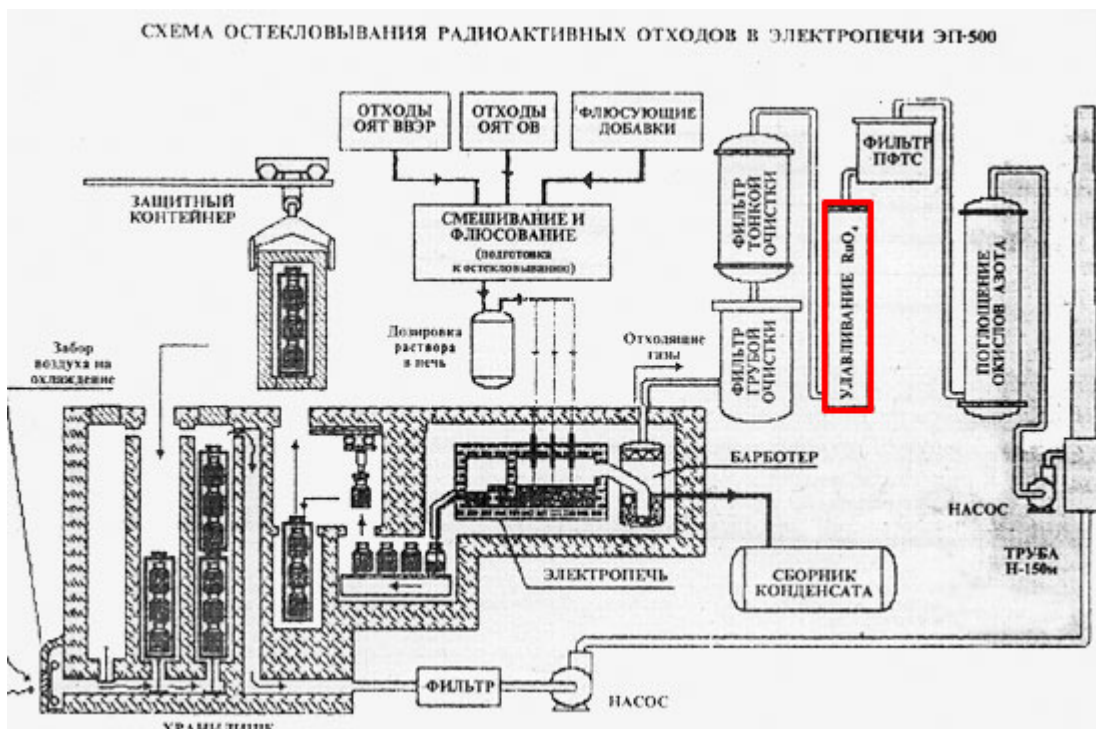 СХЕМА ОСТЕКЛОВЫВАНИЯ РАДИОАКТИВНЫХ ОТХОДОВ В ЭЛЕКТРОПЕЧИ ЭП-500
ОТХОДЫ
ОЯТ ВВЭР
ОТХОДЫ
ОЯТ ОВ
ФЛЮСУЮЩИЕ
ДОБАВКИ
ЗАЩИТНЫЙ
КОНТЕЙНЕР
СМЕШИВАНИЕ И
ФЛЮСОВАНИЕ
(подготовка
к остекловыванию)
Дозировка
раствора
в печь
Забор
воздуха на
охлаждение
Отходящие
газы
ФИЛЬТР
ТОНКОЙ
ОЧИСТКИ
ФИЛЬТР
ГРУБОЙ
ОЧИСТКИ
УЛАВЛИВАНИЕ RuO4
ФИЛЬТР
ПФТС
ПОГЛОЩЕНИЕ
ОКИСЛОВ АЗОТА
БАРБОТЕР
НАСОС
ТРУБА
Н-150м
ЭЛЕКТРОПЕЧЬ
СБОРНИК
КОНДЕНСАТА
ФИЛЬТР
НАСОС
ХРАНИЛИЩЕ